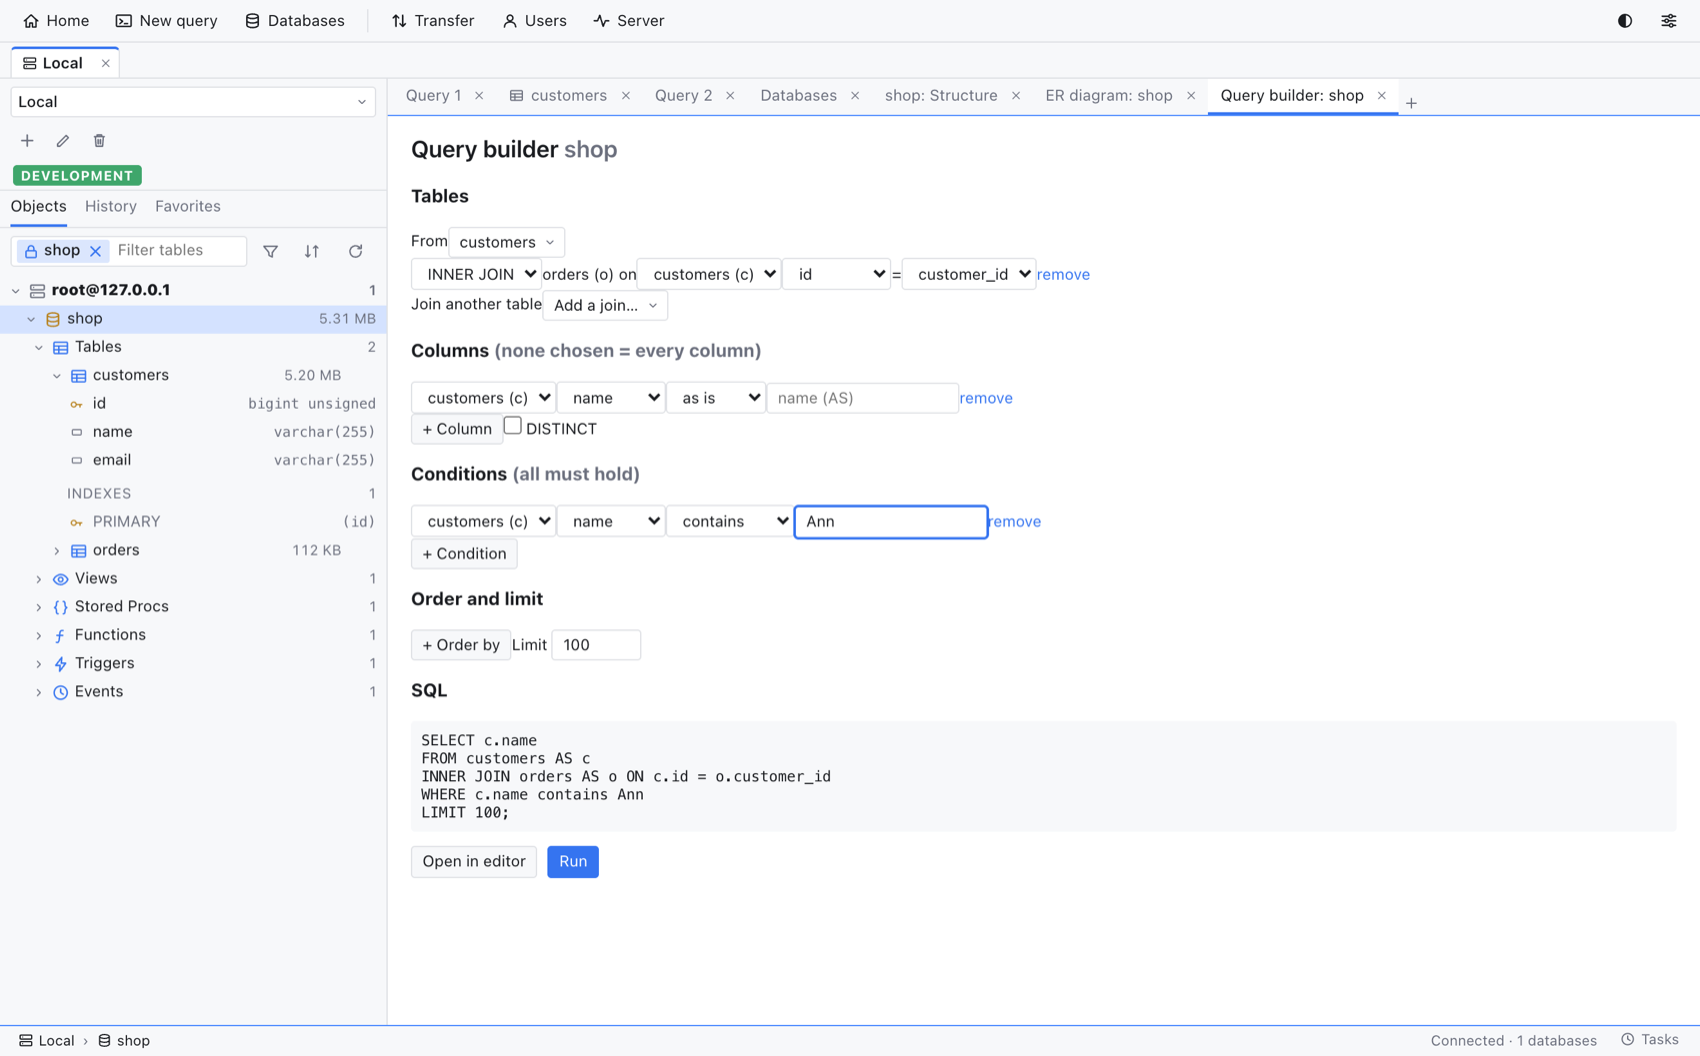 Home New query Databases Transfer Users Server
Local
Local
DEVELOPMENT
Objects History Favorites
shop Filter tables
root@127.0.0.1 1
shop 5.31 MB
Tables 2
customers 5.20 MB
id bigint unsigned
name varchar(255)
email varchar(255)
INDEXES 1
PRIMARY (id)
orders 112 KB
Views 1
Stored Procs 1
Functions 1
Triggers 1
Events 1
Query 1 customers Query 2 Databases shop: Structure ER diagram: shop Query builder: shop
Query builder shop
Tables
From customers
INNER JOIN orders (o) on customers (c) id = customer_id remove
Join another table Add a join...
Columns (none chosen = every column)
customers (c) name as is name (AS) remove
+ Column DISTINCT
Conditions (all must hold)
customers (c) name contains Ann remove
+ Condition
Order and limit
+ Order by Limit 100
SQL
SELECT c.name
FROM customers AS c
INNER JOIN orders AS o ON c.id = o.customer_id
WHERE c.name contains Ann
LIMIT 100;
Open in editor Run
Local › shop Connected · 1 databases Tasks